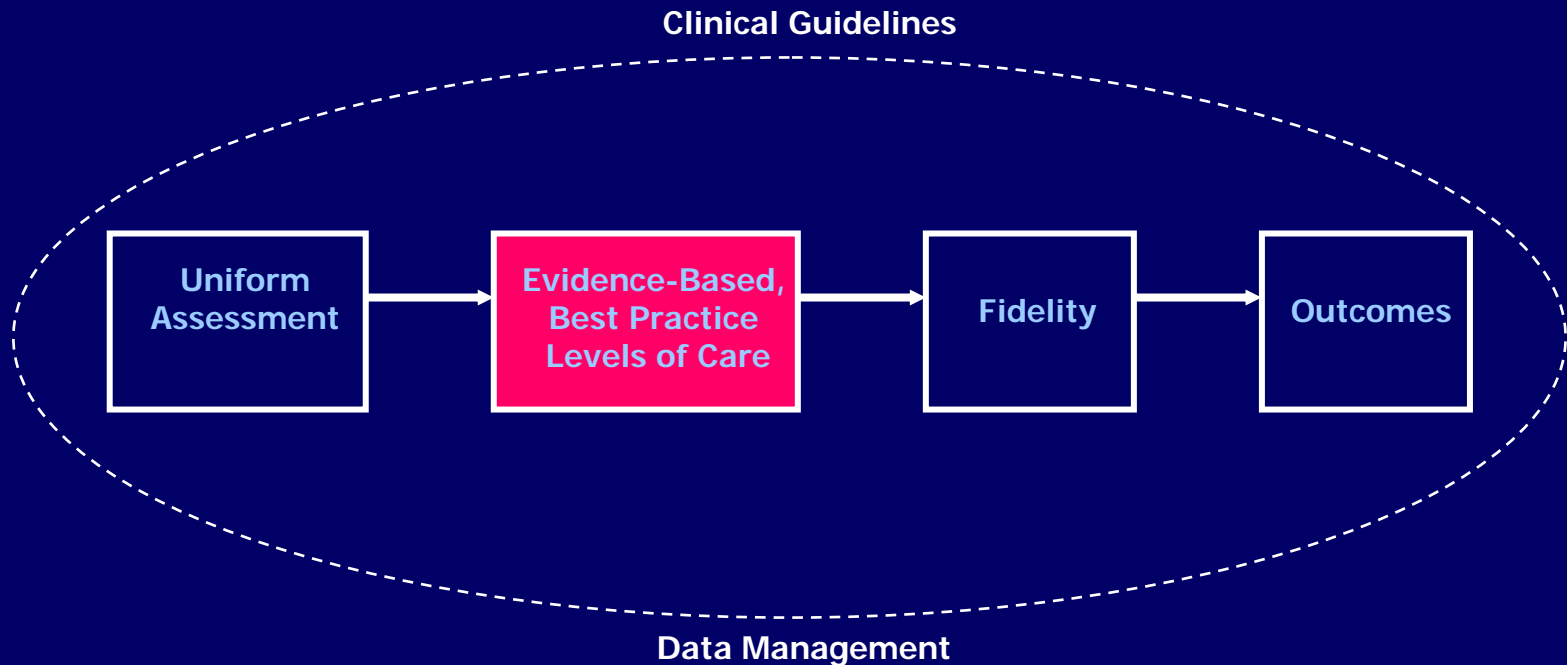 Clinical Guidelines
Uniform
Assessment
Evidence-Based,
Best Practice
Levels of Care
Fidelity
Outcomes
Data Management